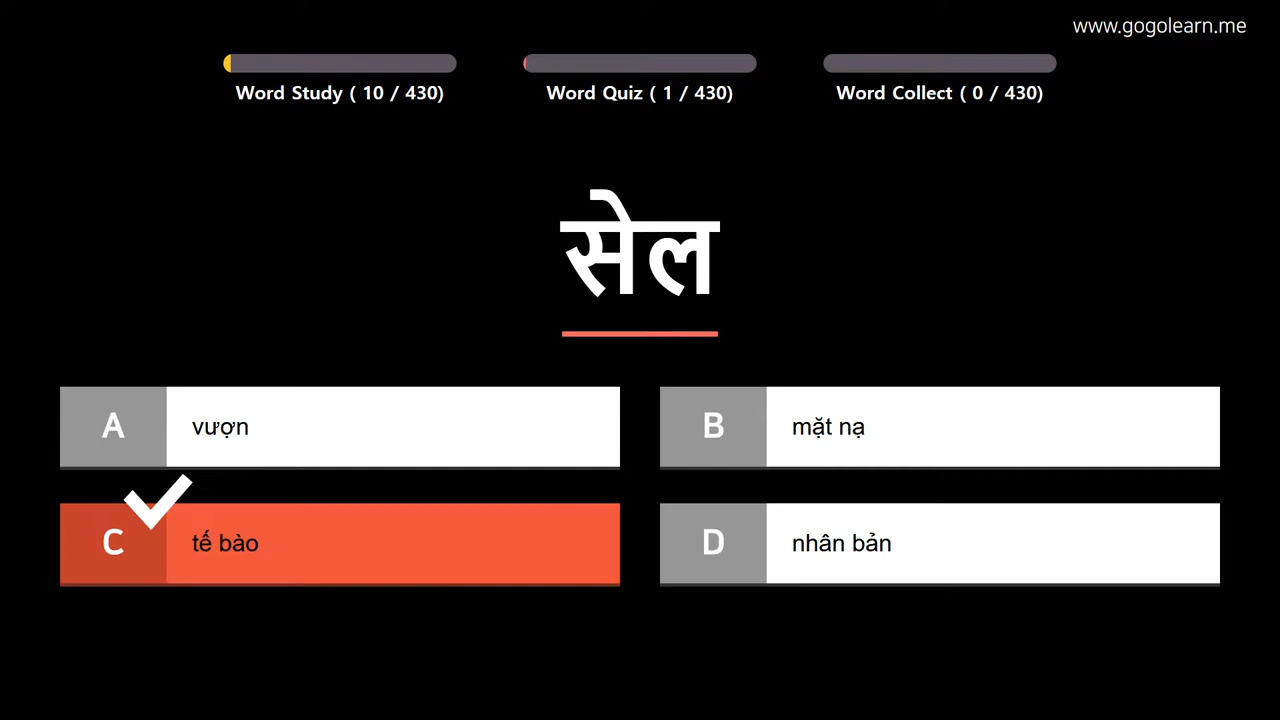 www.gogolearn.me
Word Study ( 10 / 430)
Word Quiz ( 1 / 430)
Word Collect ( 0 / 430)
सेल
A vượn
B mặt nạ
C tế bào
D nhân bản